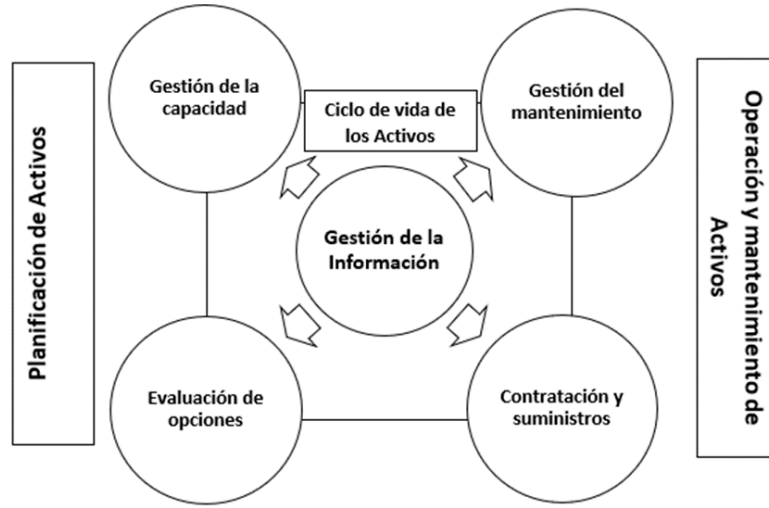 Planificación de Activos
Gestión de la
capacidad
Ciclo de vida de
los Activos
Gestión del
mantenimiento
Gestión de la
Información
Evaluación de
opciones
Contratación y
suministros
Operación y mantenimiento de
Activos